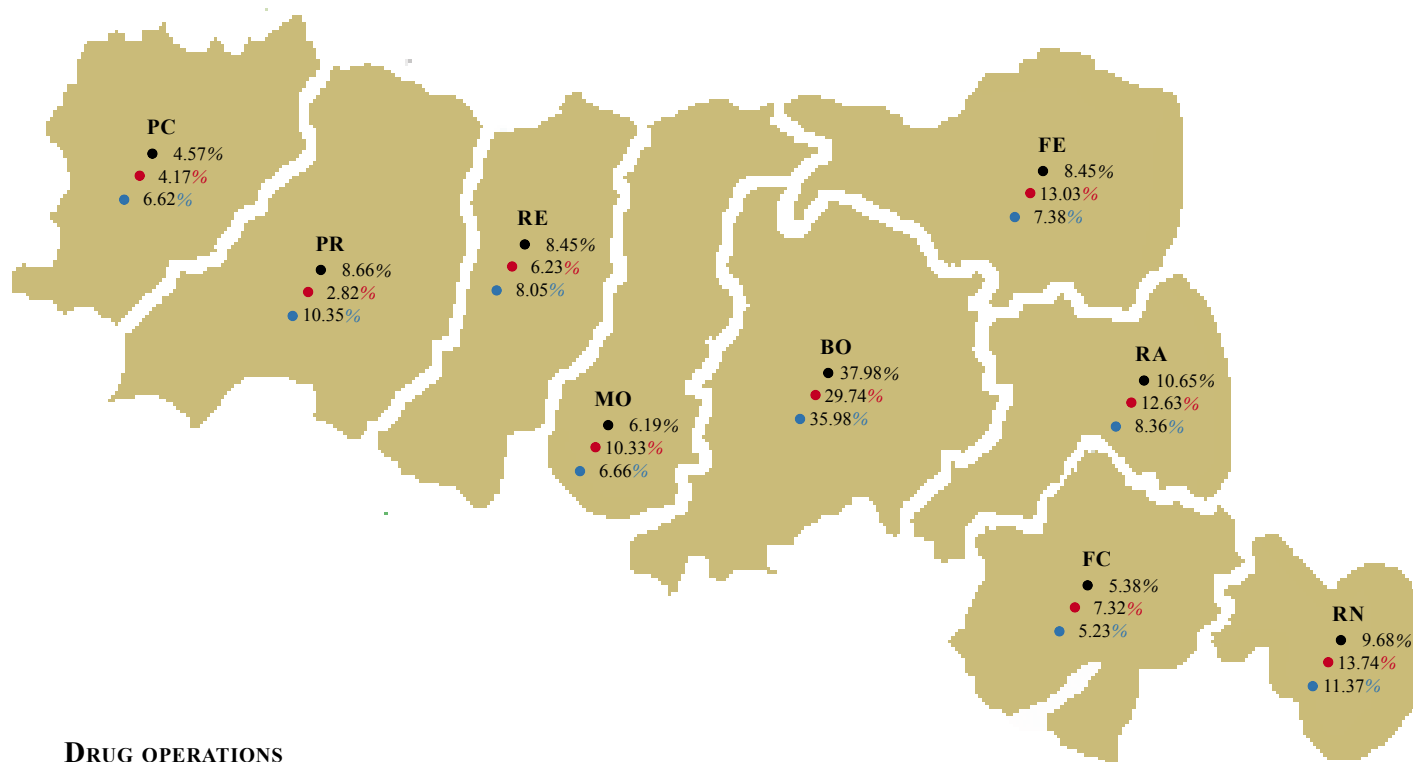 PC
4.57%
4.17%
6.62%
PR
8.66%
2.82%
10.35%
RE
8.45%
6.23%
8.05%
MO
6.19%
10.33%
6.66%
BO
37.98%
29.74%
35.98%
FE
8.45%
13.03%
7.38%
RA
10.65%
12.63%
8.36%
FC
5.38%
7.32%
5.23%
RN
9.68%
13.74%
11.37%
DRUG OPERATIONS